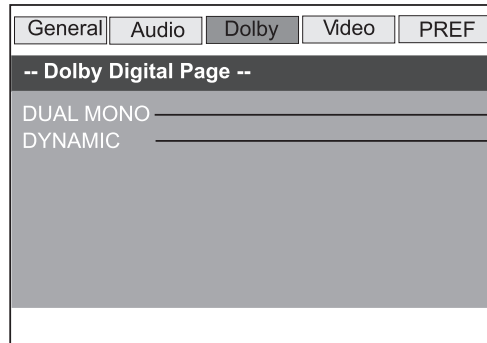 General Audio Dolby Video PREF
-- Dolby Digital Page --
DUAL MONO
DYNAMIC